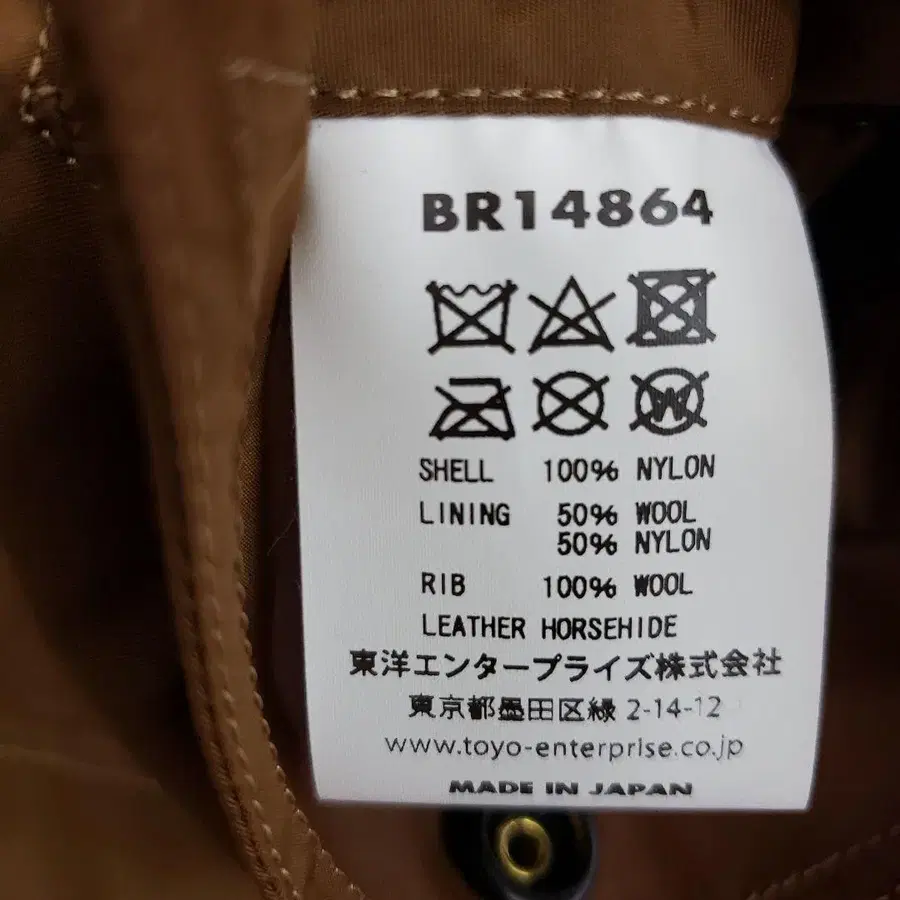 BR14864
W
SHELL 100% NYLON
LINING 50% WOOL
50% NYLON
RIB 100% WOOL
LEATHER HORSEHIDE
東洋エンタープライズ株式会社
東京都墨田区緑 2-14-12
www.toyo-enterprise.co.jp
MADE IN JAPAN